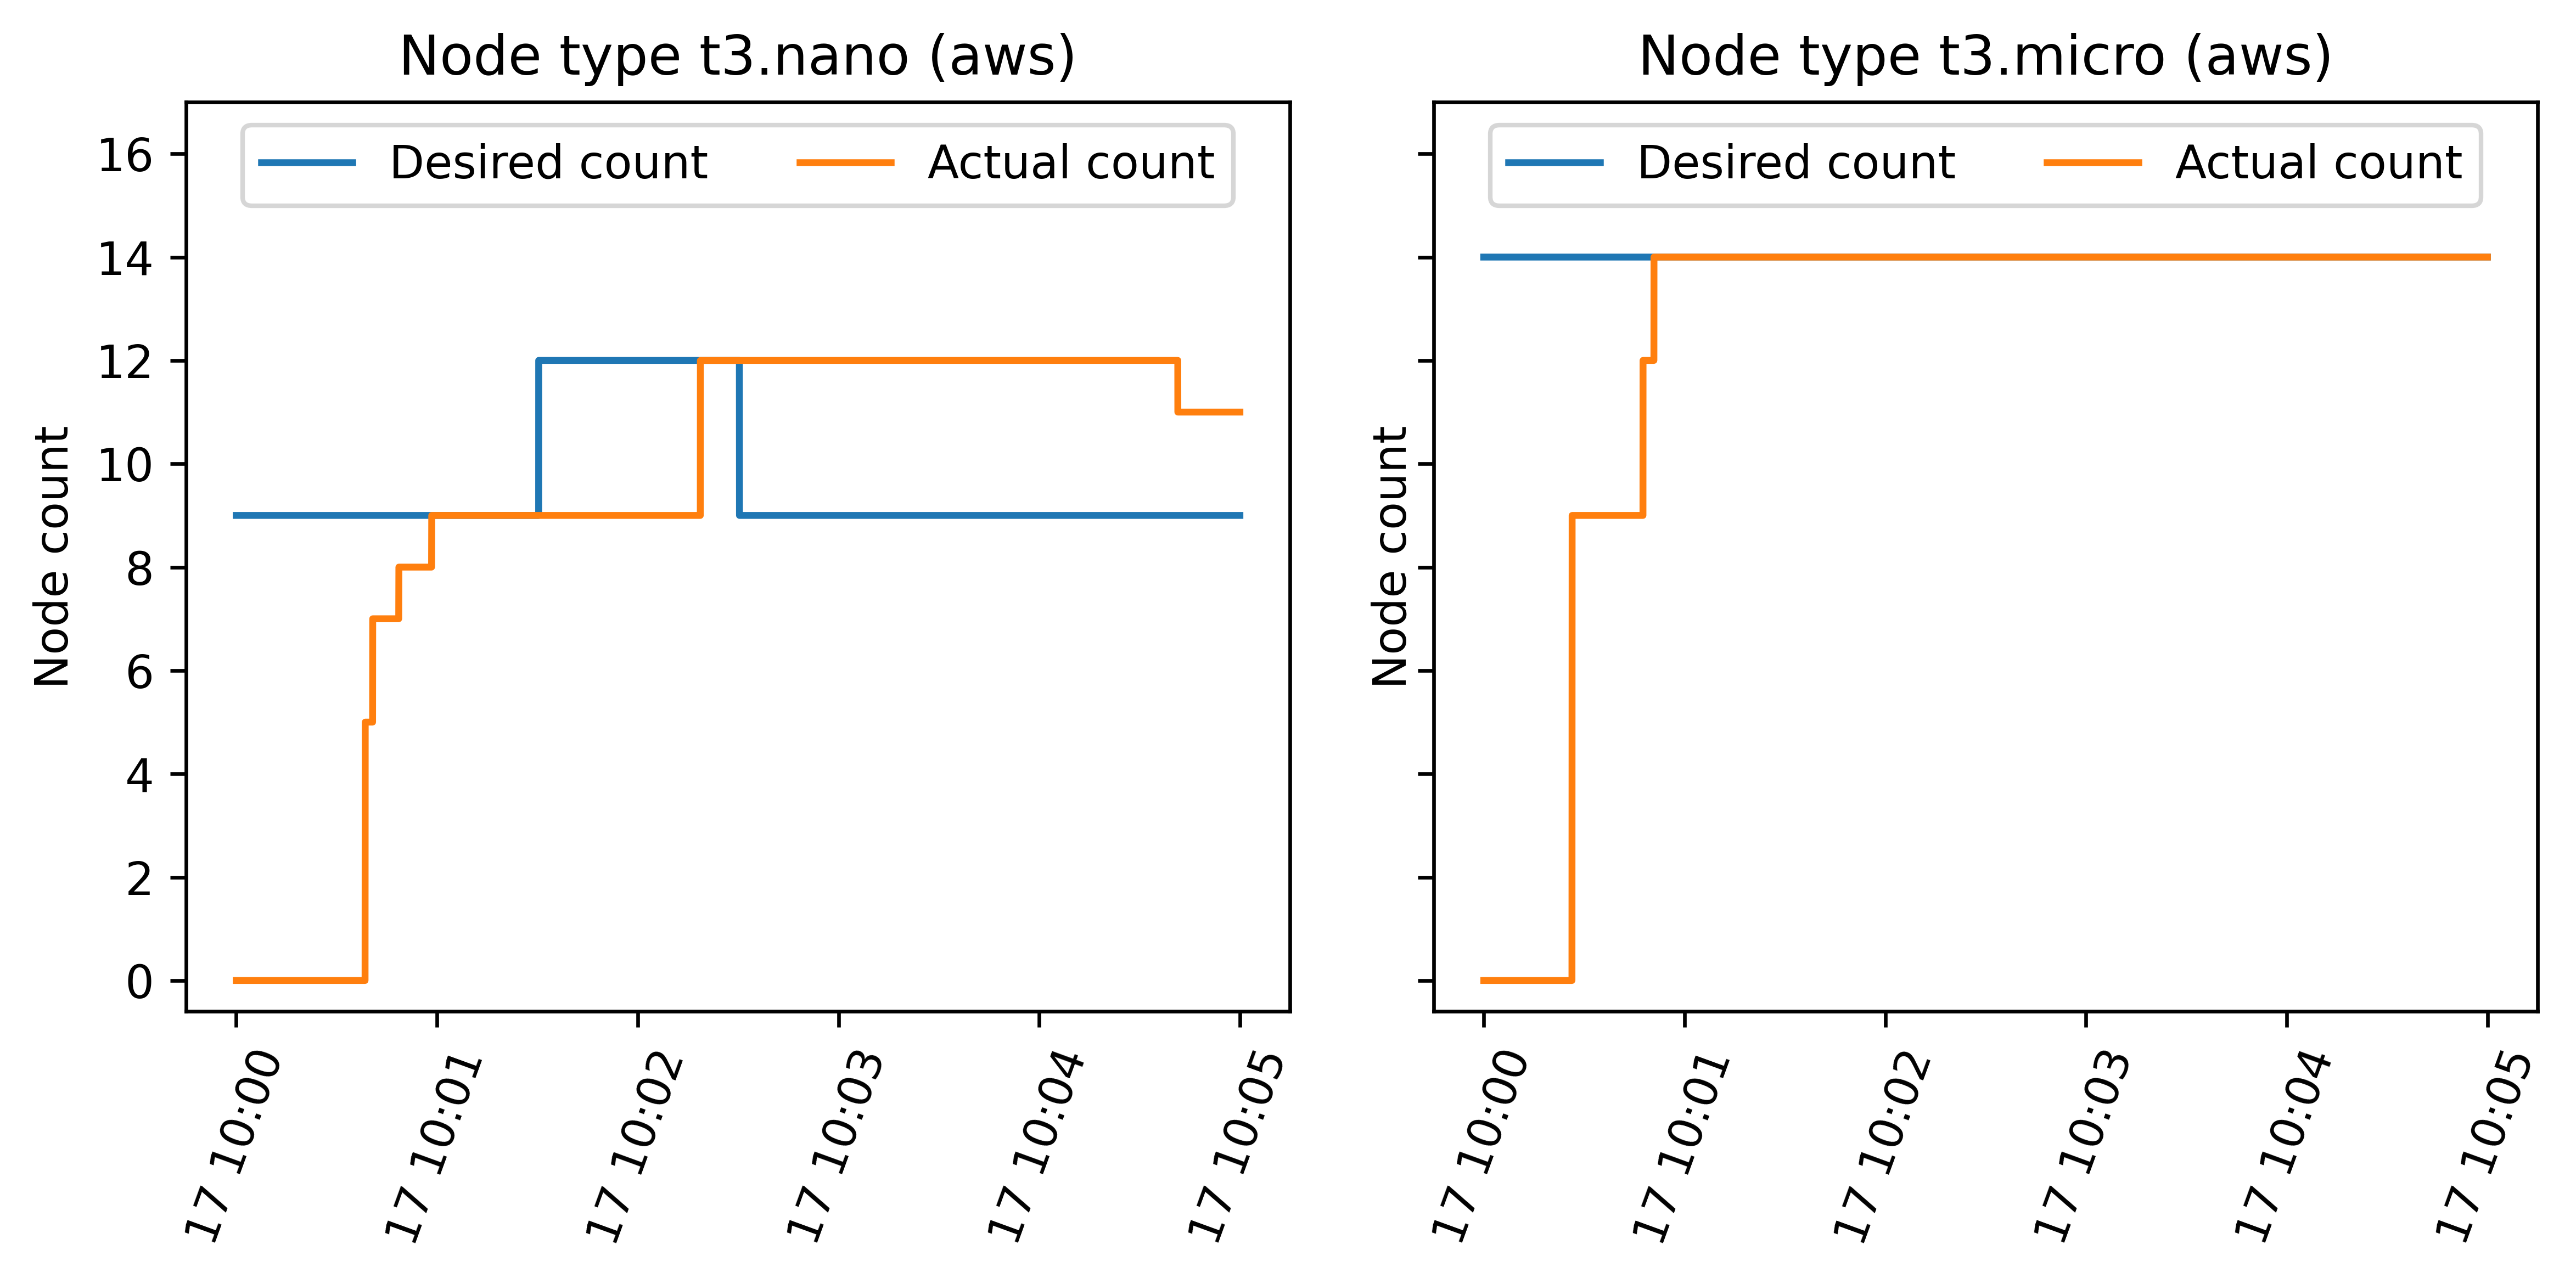 Node type t3.nano (aws)
Desired count
Actual count
Node count
16
14
12
10
8
6
4
2
0
17 10:00
17 10:01
17 10:02
17 10:03
17 10:04
17 10:05
Node type t3.micro (aws)
Desired count
Actual count
Node count
17 10:00
17 10:01
17 10:02
17 10:03
17 10:04
17 10:05